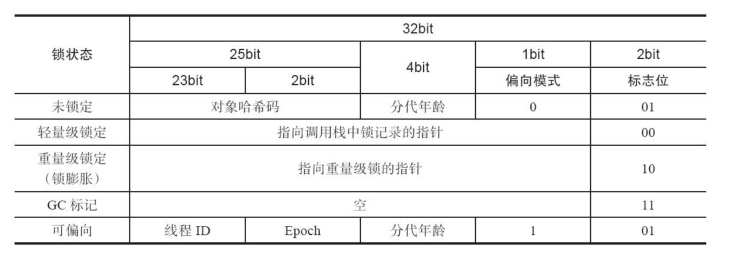 锁状态
32bit
25bit
4bit
1bit
2bit
23bit
2bit
偏向模式
标志位
未锁定 对象哈希码 分代年龄 0 01
轻量级锁定 指向调用栈中锁记录的指针 00
重量级锁定
（锁膨胀）
指向重量级锁的指针 10
GC 标记 空 11
可偏向 线程 ID Epoch 分代年龄 1 01